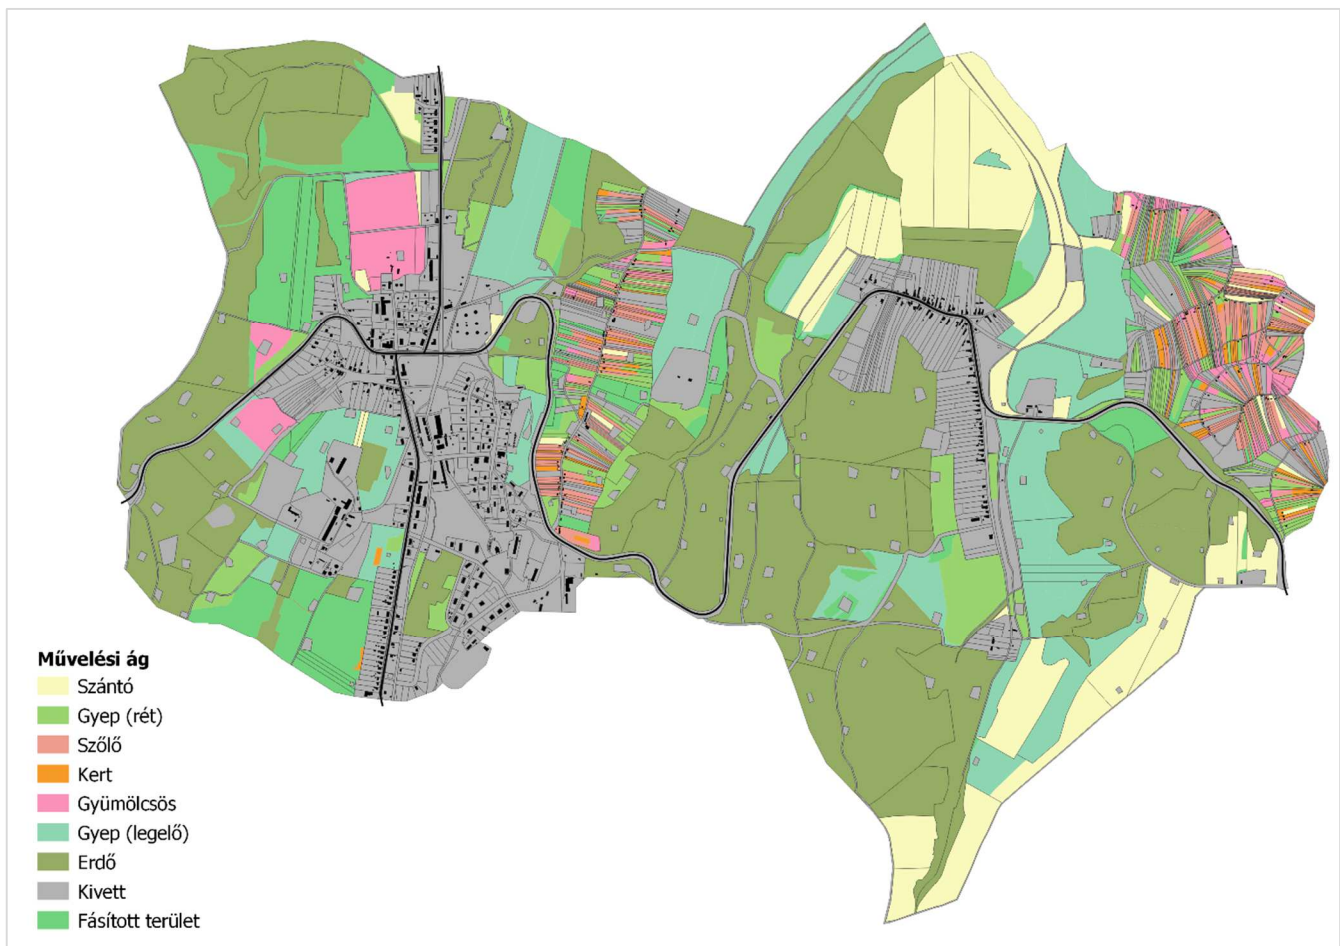 Művelési ág
Szántó
Gyep (rét)
Szőlő
Kert
Gyümölcsös
Gyep (legelő)
Erdő
Kivett
Fásított terület